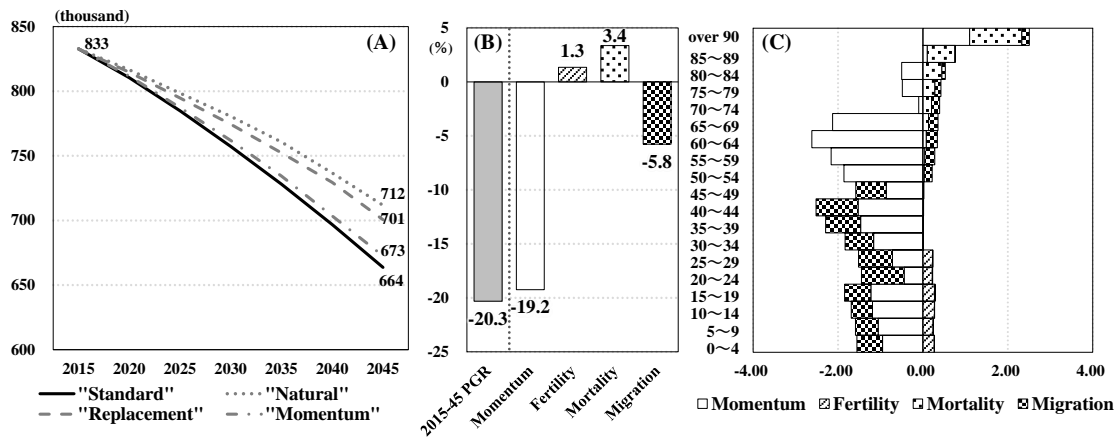 (thousand)
850
800
750
700
650
600
(A)
833
712
701
673
664
2015 2020 2025 2030 2035 2040 2045
"Standard" "Natural"
"Replacement" "Momentum"
(B)
(%)
5
0
-5
-10
-15
-20
-25
-20.3
-19.2
1.3
3.4
-5.8
2015-45 PGR
Momentum
Fertility
Mortality
Migration
(C)
over 90
85～89
80～84
75～79
70～74
65～69
60～64
55～59
50～54
45～49
40～44
35～39
30～34
25～29
20～24
15～19
10～14
5～9
0～4
-4.00 -2.00 0.00 2.00 4.00
Momentum Fertility Mortality Migration